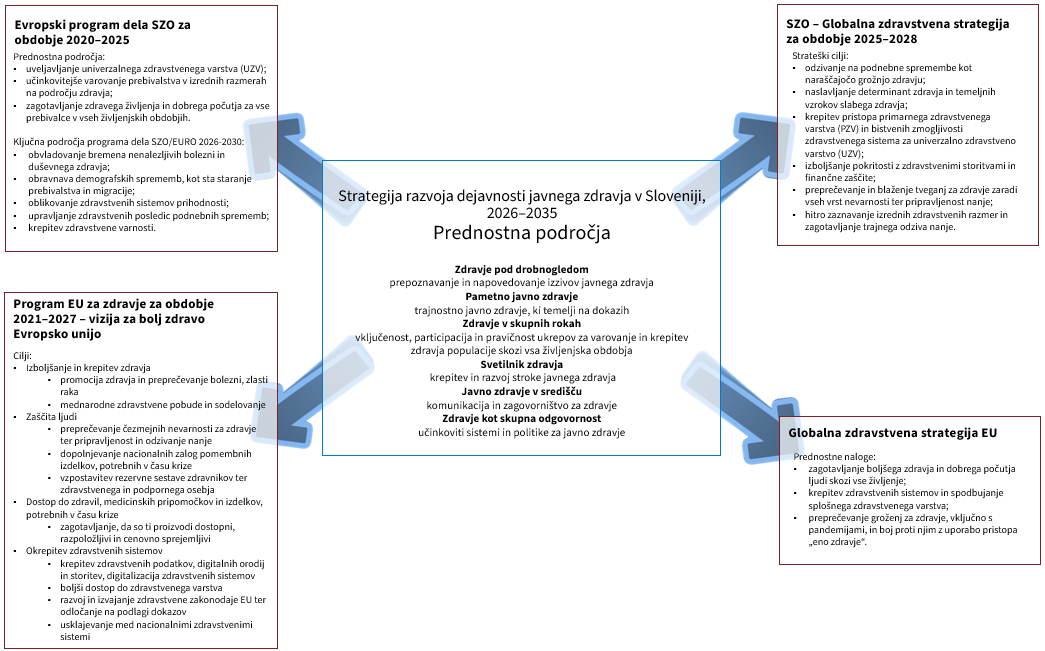 Evropski program dela SZO za
obdobje 2020–2025
Prednostna področja:
▪ uveljavljanje univerzalnega zdravstvenega varstva (UZV);
▪ učinkovitejše varovanje prebivalstva v izrednih razmerah
na področju zdravja;
▪ zagotavljanje zdravega življenja in dobrega počutja za vse
prebivalce v vseh življenjskih obdobjih.
Ključna področja programa dela SZO/EURO 2026-2030:
▪ obvladovanje bremena nenalezljivih bolezni in
duševnega zdravja;
▪ obravnava demografskih sprememb, kot sta staranje
prebivalstva in migracije;
▪ oblikovanje zdravstvenih sistemov prihodnosti;
▪ upravljanje zdravstvenih posledic podnebnih sprememb;
▪ krepitev zdravstvene varnosti.
SZO – Globalna zdravstvena strategija
za obdobje 2025–2028
Strateški cilji:
▪ odzivanje na podnebne spremembe kot
naraščajočo grožnjo zdravju;
▪ naslavljanje determinant zdravja in temeljnih
vzrokov slabega zdravja;
▪ krepitev pristopa primarnega zdravstvenega
varstva (PZV) in bistvenih zmogljivosti
zdravstvenega sistema za univerzalno zdravstveno
varstvo (UZV);
▪ izboljšanje pokritosti z zdravstvenimi storitvami in
finančne zaščite;
▪ preprečevanje in blaženje tveganj za zdravje zaradi
vseh vrst nevarnosti ter pripravljenost nanje;
▪ hitro zaznavanje izrednih zdravstvenih razmer in
zagotavljanje trajnega odziva nanje.
Strategija razvoja dejavnosti javnega zdravja v Sloveniji,
2026–2035
Prednostna področja
Zdravje pod drobnogledom
prepoznavanje in napovedovanje izzivov javnega zdravja
Pametno javno zdravje
trajnostno javno zdravje, ki temelji na dokazih
Zdravje v skupnih rokah
vključenost, participacija in pravičnost ukrepov za varovanje in krepitev
zdravja populacije skozi vsa življenjska obdobja
Svetilnik zdravja
krepitev in razvoj stroke javnega zdravja
Javno zdravje v središču
komunikacija in zagovorništvo za zdravje
Zdravje kot skupna odgovornost
učinkoviti sistemi in politike za javno zdravje
Program EU za zdravje za obdobje
2021–2027 – vizija za bolj zdravo
Evropsko unijo
Cilji:
▪ Izboljšanje in krepitev zdravja
▪ promocija zdravja in preprečevanje bolezni, zlasti
raka
▪ mednarodne zdravstvene pobude in sodelovanje
▪ Zaščita ljudi
▪ preprečevanje čezmejnih nevarnosti za zdravje
ter pripravljenost in odzivanje nanje
▪ dopolnjevanje nacionalnih zalog pomembnih
izdelkov, potrebnih v času krize
▪ vzpostavitev rezervne sestave zdravnikov ter
zdravstvenega in podpornega osebja
▪ Dostop do zdravil, medicinskih pripomočkov in izdelkov,
potrebnih v času krize
▪ zagotavljanje, da so ti proizvodi dostopni,
razpoložljivi in cenovno sprejemljivi
▪ Okrepitev zdravstvenih sistemov
▪ krepitev zdravstvenih podatkov, digitalnih orodij
in storitev, digitalizacija zdravstvenih sistemov
▪ boljši dostop do zdravstvenega varstva
▪ razvoj in izvajanje zdravstvene zakonodaje EU ter
odločanje na podlagi dokazov
▪ usklajevanje med nacionalnimi zdravstvenimi
sistemi
Globalna zdravstvena strategija EU
Prednostne naloge:
▪ zagotavljanje boljšega zdravja in dobrega počutja
ljudi skozi vse življenje;
▪ krepitev zdravstvenih sistemov in spodbujanje
splošnega zdravstvenega varstva;
▪ preprečevanje groženj za zdravje, vključno s
pandemijami, in boj proti njim z uporabo pristopa
„eno zdravje“.